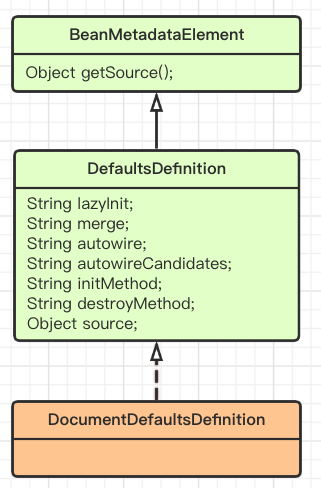 BeanMetadataElement
Object getSource();
DefaultsDefinition
String lazyInit;
String merge;
String autowire;
String autowireCandidates;
String initMethod;
String destroyMethod;
Object source;
DocumentDefaultsDefinition